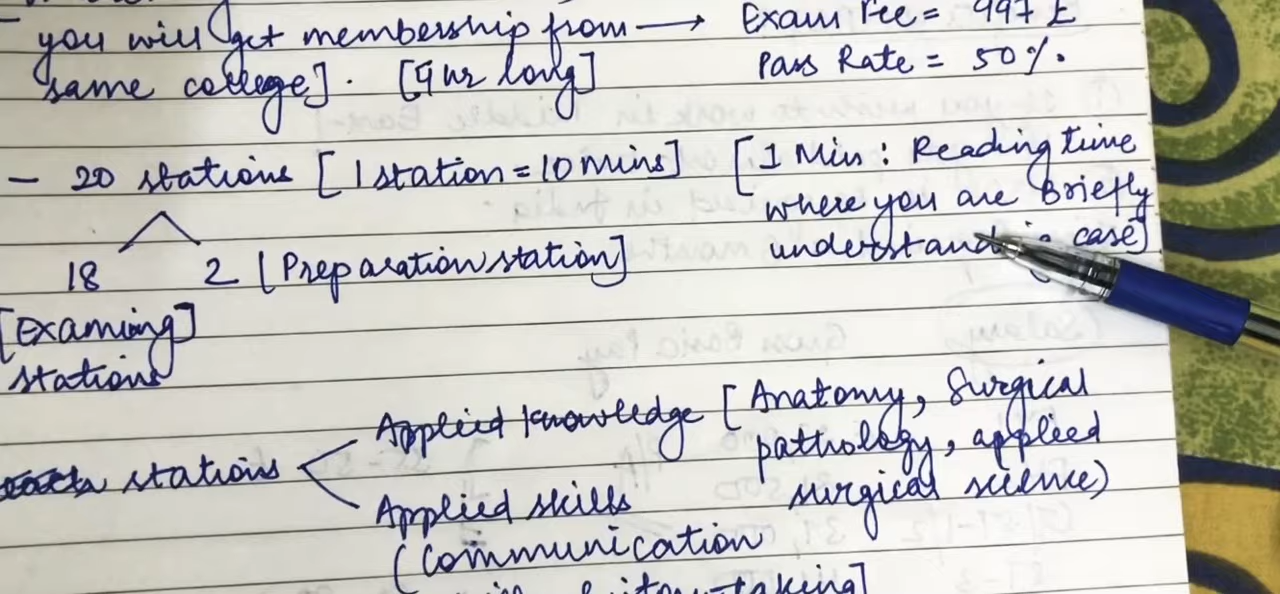 you will get membership from → Exam Fee = 997 £
same college]. [4 hr long] Pass Rate = 50%.
- 20 stations [1 station = 10 mins] [1 Min: Reading time
where you are Briefly
understand case]
18 2 [Preparation station]
[Examing]
stations
stations
Applied knowledge [Anatomy, Surgical
pathology, applied
surgical science)
Applied skills
(Communication
history-taking]